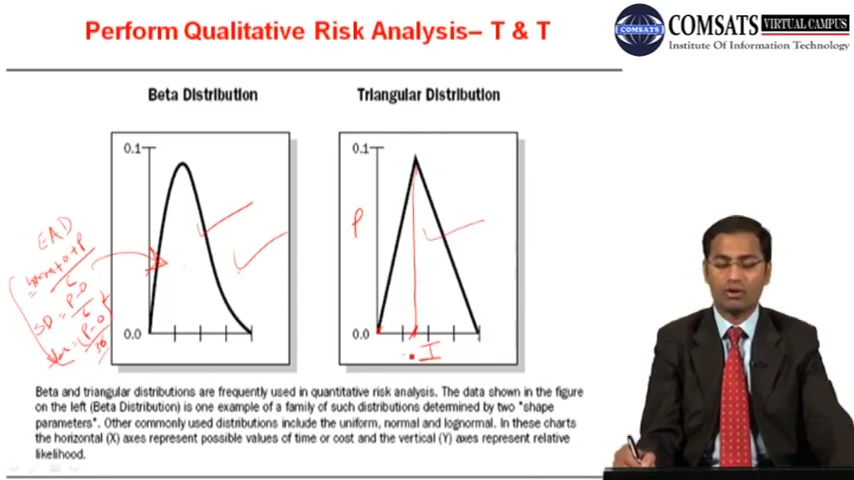 Perform Qualitative Risk Analysis– T & T
COMSATS
COMSATS VIRTUAL CAMPUS
Institute Of Information Technology
Beta Distribution
Triangular Distribution
0.1
0.0
0.1
0.0
P
I
EAD
6
SD = P-0
6
36
Beta and triangular distributions are frequently used in quantitative risk analysis. The data shown in the figure
on the left (Beta Distribution) is one example of a family of such distributions determined by two "shape
parameters". Other commonly used distributions include the uniform, normal and lognormal. In these charts
the horizontal (X) axes represent possible values of time or cost and the vertical (Y) axes represent relative
likelihood.